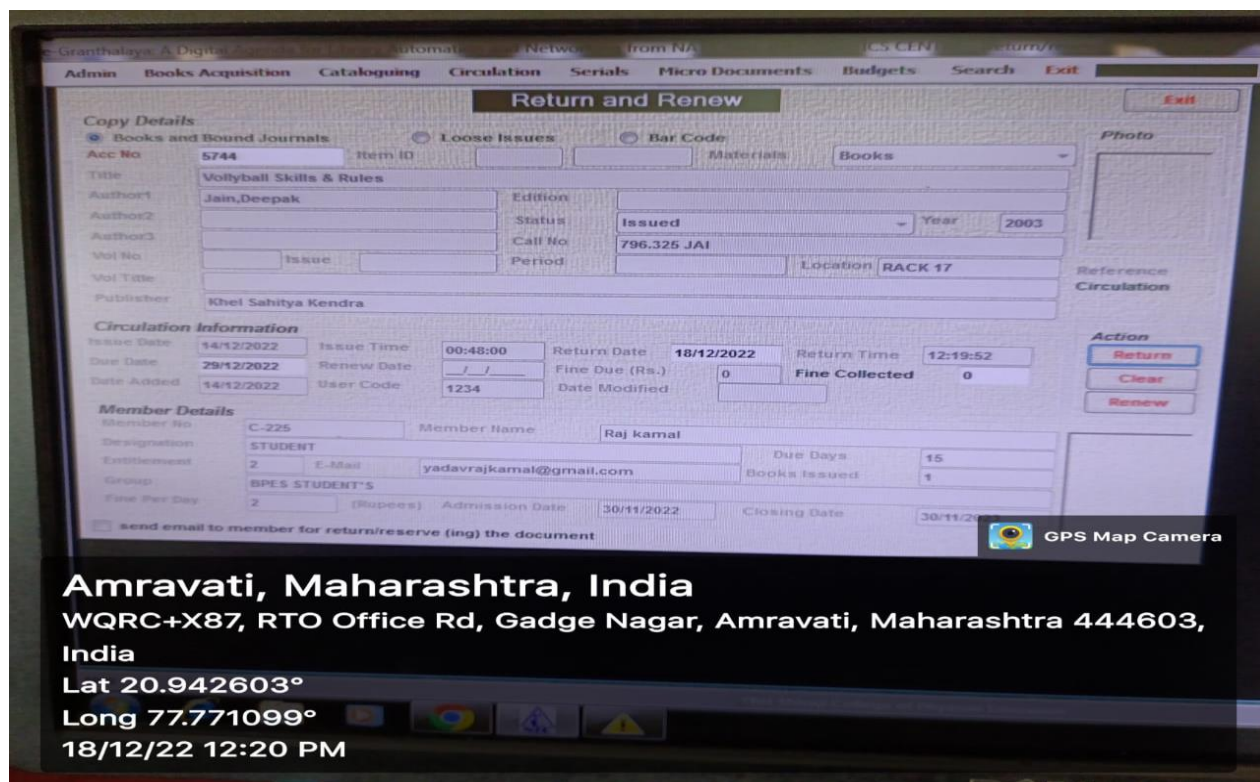 e-Granthalaya: A Digital Agenda for Library Automation and Network from
Admin Books Acquisition Cataloguing Circulation Serials Micro Documents Budgets Search Exit
Return and Renew
Exit
Copy Details
Books and Bound Journals Loose Issues Bar Code
Photo
Acc No 5744 Item ID Materials Books
Title Vollyball Skills & Rules
Author1 Jain,Deepak Edition
Author2 Status Issued Year 2003
Author3 Call No 796.325 JAI
Vol No Issue Period Location RACK 17
Vol Title
Reference
Circulation
Publisher Khel Sahitya Kendra
Circulation Information
Action
Issue Date 14/12/2022 Issue Time 00:48:00 Return Date 18/12/2022 Return Time 12:19:52
Return
Due Date 29/12/2022 Renew Date _/_/_ Fine Due (Rs.) 0 Fine Collected 0
Clear
Date Added 14/12/2022 User Code 1234 Date Modified
Renew
Member Details
Member No C-225 Member Name Raj kamal
Designation STUDENT Due Days 15
Entitlement 2 E-Mail yadavrajkamal@gmail.com Books Issued 1
Group BPES STUDENT'S
Fine Per Day 2 (Rupees) Admission Date 30/11/2022 Closing Date
send email to member for return/reserve (ing) the document
GPS Map Camera
Amravati, Maharashtra, India
WQRC+X87, RTO Office Rd, Gadge Nagar, Amravati, Maharashtra 444603,
India
Lat 20.942603°
Long 77.771099°
18/12/22 12:20 PM